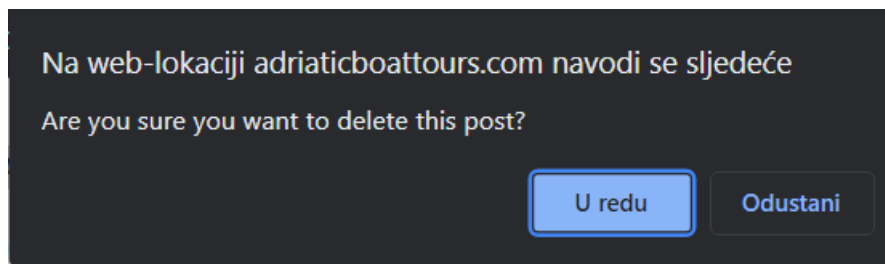 Na web-lokaciji adriaticboattours.com navodi se sljedeće
Are you sure you want to delete this post?
U redu
Odustani